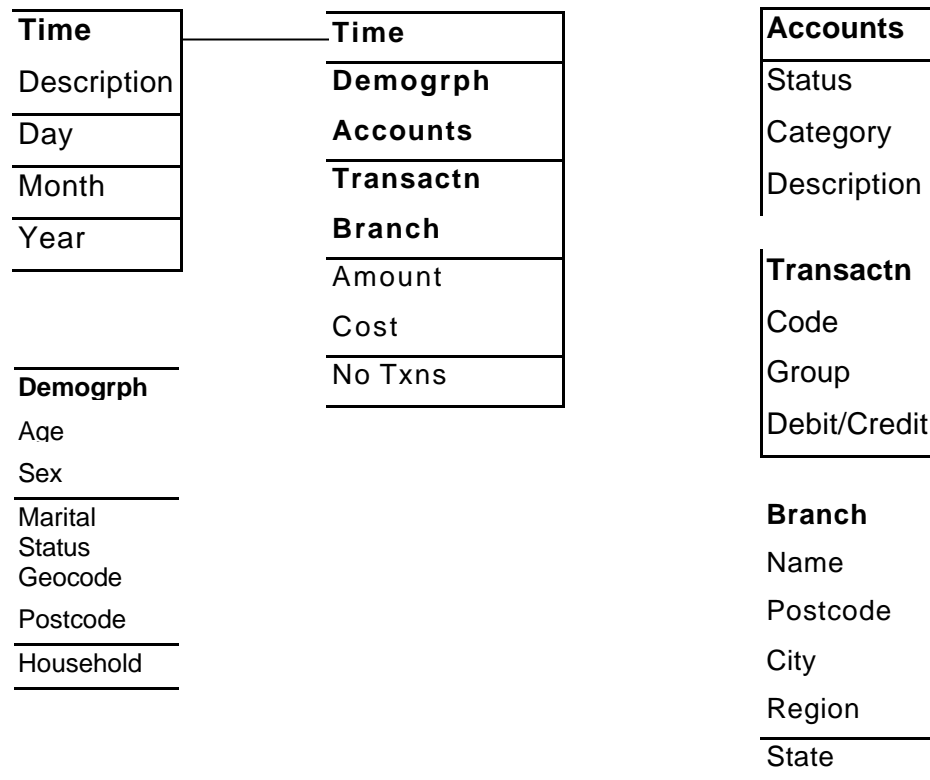 Time
Description
Day
Month
Year
Demogrph
Age
Sex
Marital
Status
Geocode
Postcode
Household
Time
Demogrph
Accounts
Transactn
Branch
Amount
Cost
No Txns
Accounts
Status
Category
Description
Transactn
Code
Group
Debit/Credit
Branch
Name
Postcode
City
Region
State